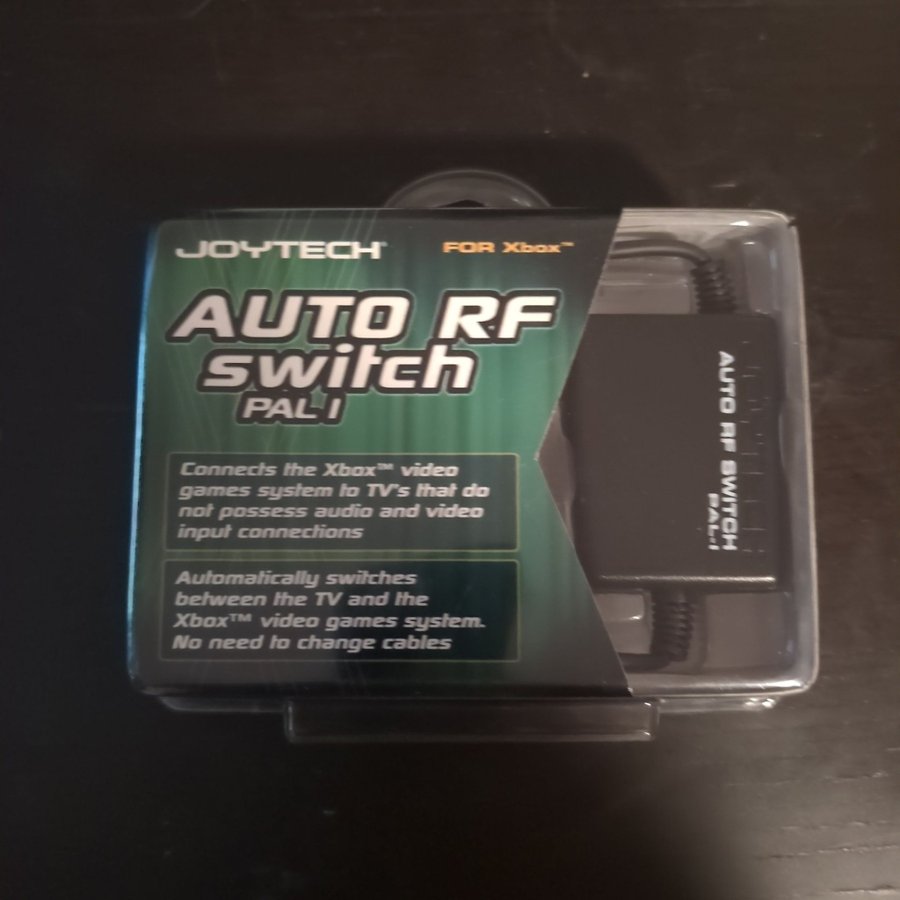 JOYTECH®
FOR Xbox™
AUTO RF
switch
PAL I
Connects the Xbox™ video
games system to TV's that do
not possess audio and video
input connections
Automatically switches
between the TV and the
Xbox™ video games system.
No need to change cables
AUTO RF SWITCH
PAL-I